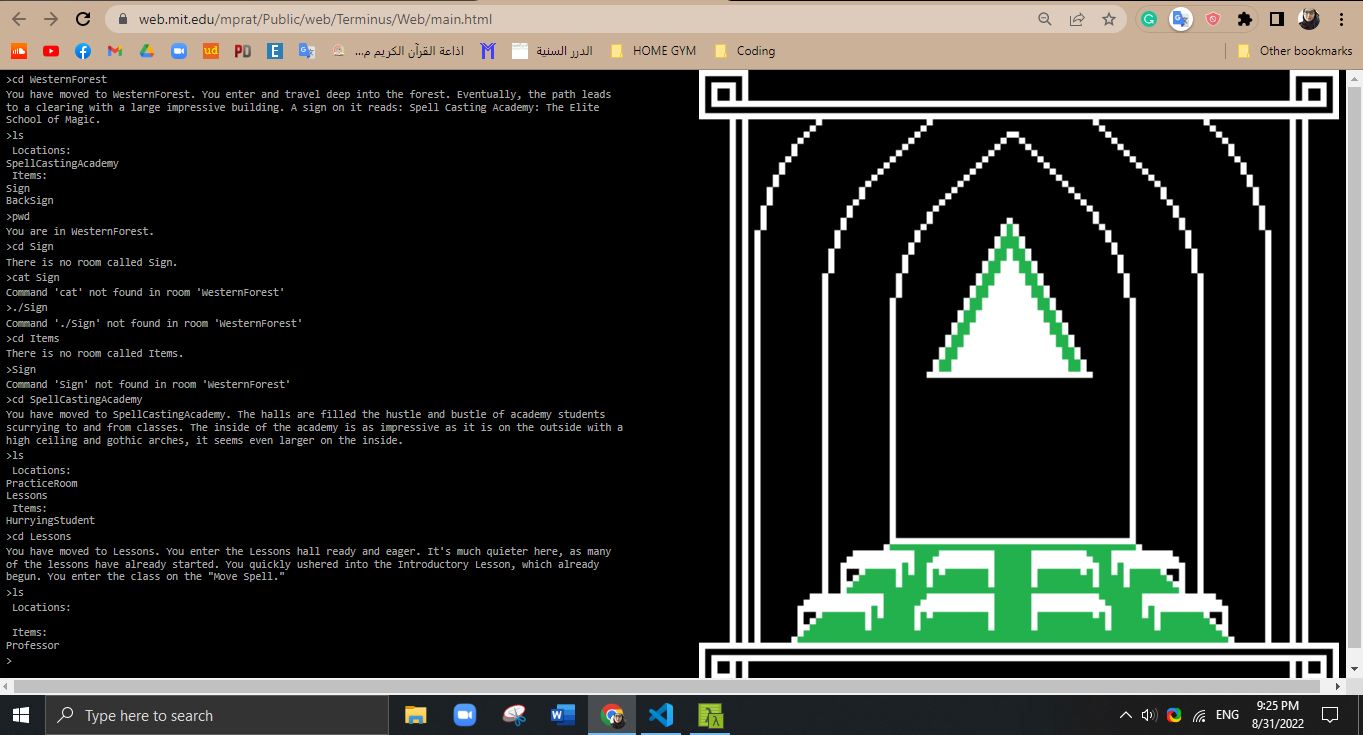 web.mit.edu/mprat/Public/web/Terminus/Web/main.html
ud
PD
E
اذاعة القرآن الكريم م...
الدرر السنية
HOME GYM
Coding
Other bookmarks
>cd WesternForest
You have moved to WesternForest. You enter and travel deep into the forest. Eventually, the path leads
to a clearing with a large impressive building. A sign on it reads: Spell Casting Academy: The Elite
School of Magic.
>ls
Locations:
SpellCastingAcademy
Items:
Sign
BackSign
>pwd
You are in WesternForest.
>cd Sign
There is no room called Sign.
>cat Sign
Command 'cat' not found in room 'WesternForest'
>./Sign
Command './Sign' not found in room 'WesternForest'
>cd Items
There is no room called Items.
>Sign
Command 'Sign' not found in room 'WesternForest'
>cd SpellCastingAcademy
You have moved to SpellCastingAcademy. The halls are filled the hustle and bustle of academy students
scurrying to and from classes. The inside of the academy is as impressive as it is on the outside with a
high ceiling and gothic arches, it seems even larger on the inside.
>ls
Locations:
PracticeRoom
Lessons
Items:
HurryingStudent
>cd Lessons
You have moved to Lessons. You enter the Lessons hall ready and eager. It's much quieter here, as many
of the lessons have already started. You quickly ushered into the Introductory Lesson, which already
begun. You enter the class on the "Move Spell."
>ls
Locations:
Items:
Professor
>
Type here to search
ENG
9:25 PM
8/31/2022